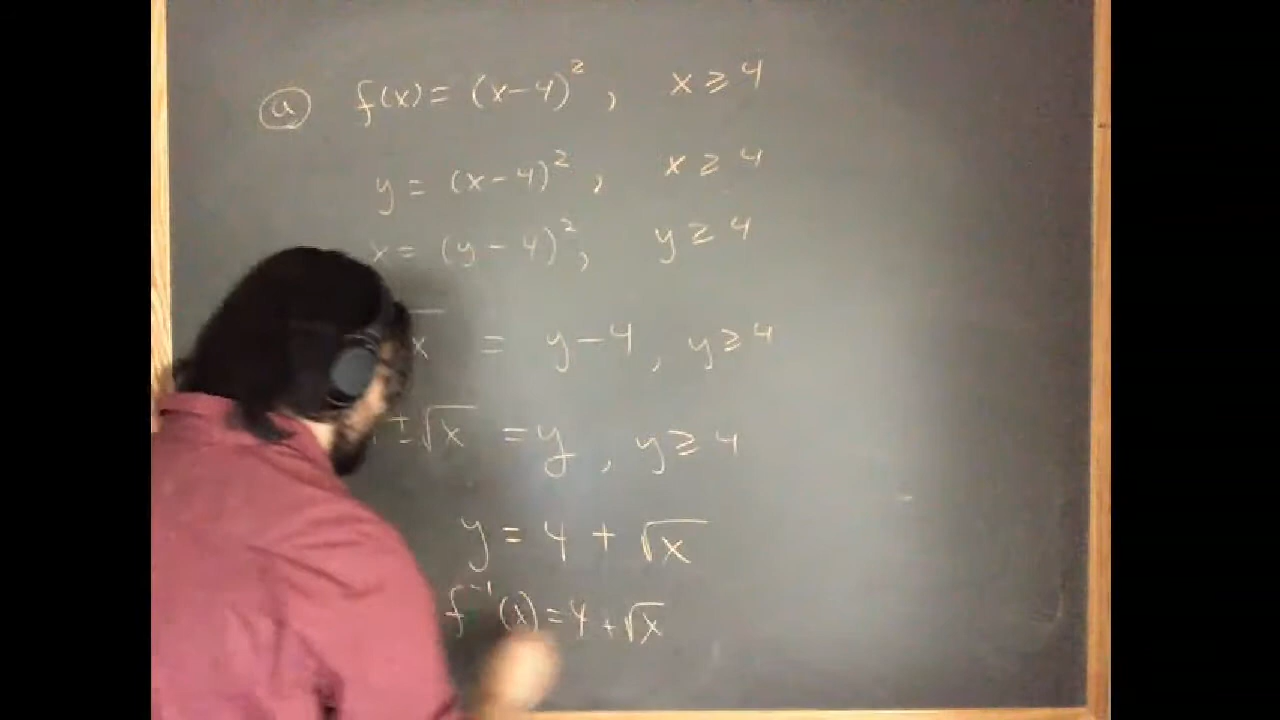 a f(x) = (x-4)², x ≥ 4
y = (x-4)², x ≥ 4
x = (y-4)², y ≥ 4
x = y-4, y ≥ 4
±√x = y, y ≥ 4
y = 4 + √x
f⁻¹(x) = 4 + √x